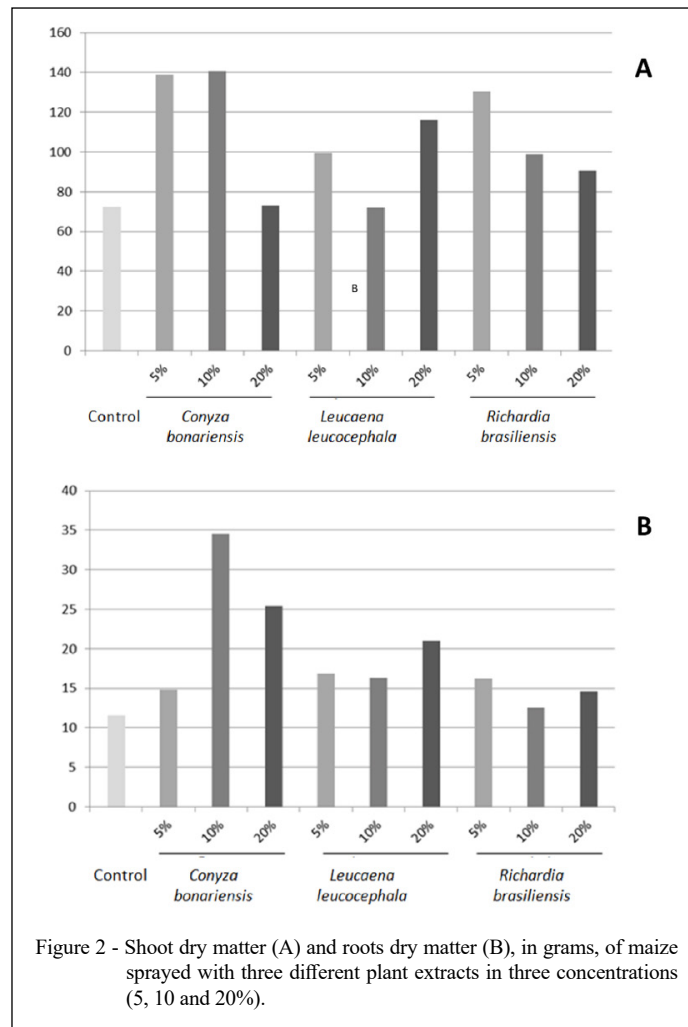 A
160
140
120
100
80
60
40
20
0
B
5% 10% 20% 5% 10% 20% 5% 10% 20%
Control Conyza bonariensis Leucaena leucocephala Richardia brasiliensis
B
40
35
30
25
20
15
10
5
0
5% 10% 20% 5% 10% 20% 5% 10% 20%
Control Conyza bonariensis Leucaena leucocephala Richardia brasiliensis
Figure 2 - Shoot dry matter (A) and roots dry matter (B), in grams, of maize
sprayed with three different plant extracts in three concentrations
(5, 10 and 20%).